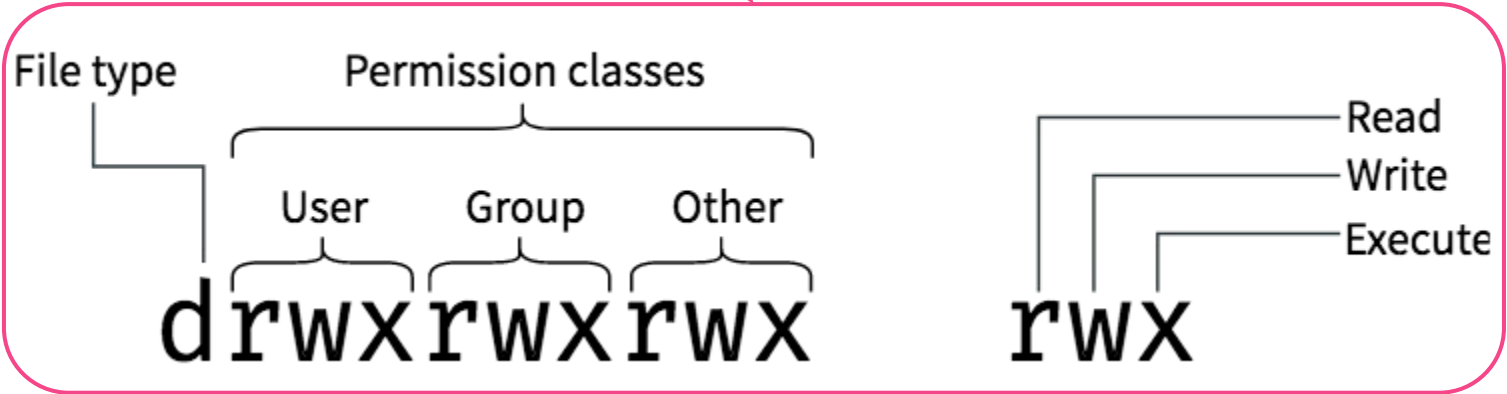 File type
Permission classes
User Group Other
drwxrwxrwx
Read
Write
Execute
rwx